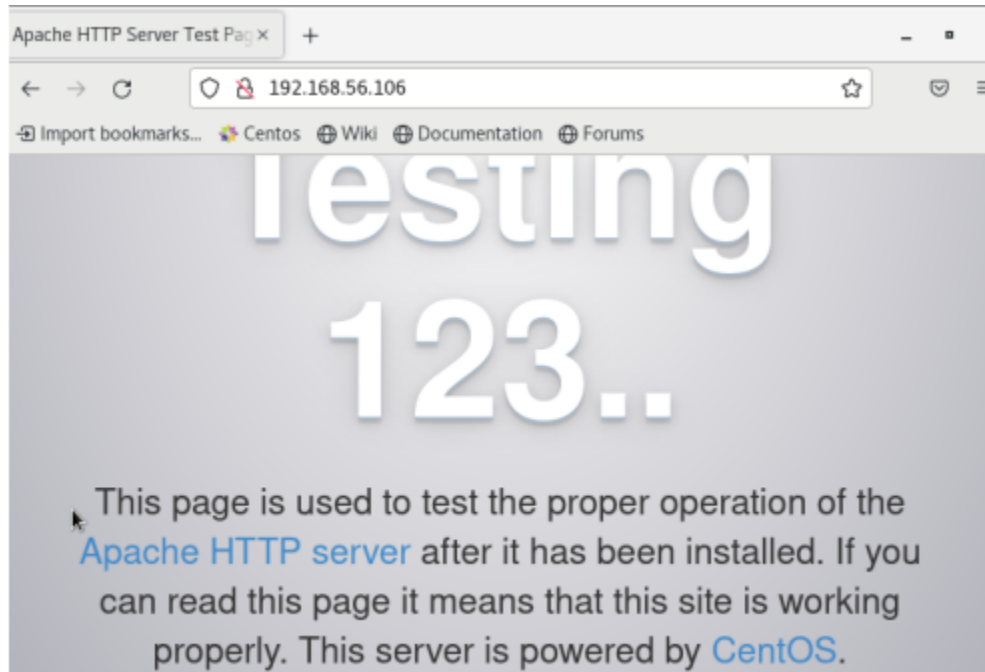 Apache HTTP Server Test Pag
192.168.56.106
Import bookmarks... Centos Wiki Documentation Forums
Testing
123..
This page is used to test the proper operation of the
Apache HTTP server after it has been installed. If you
can read this page it means that this site is working
properly. This server is powered by CentOS.